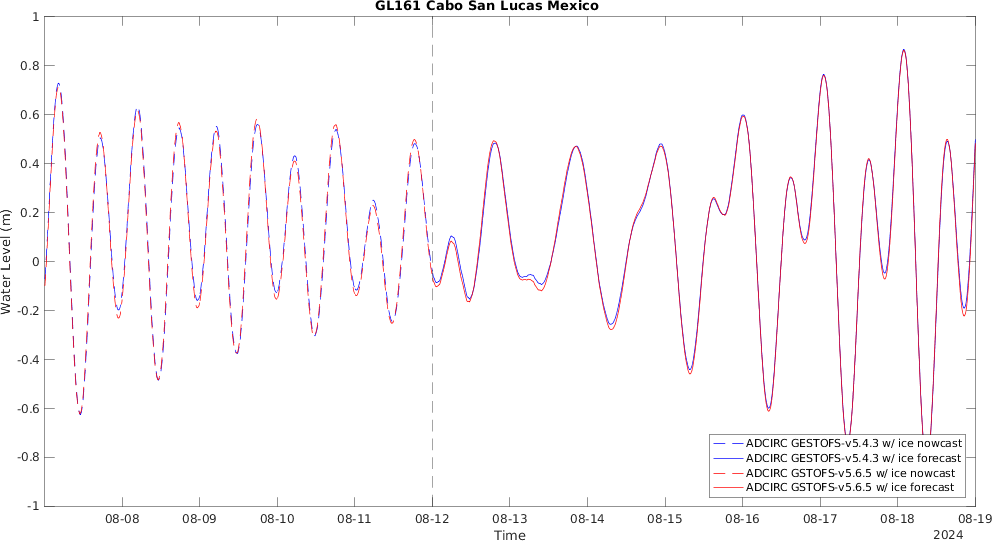 GL161 Cabo San Lucas Mexico
Water Level (m)
1
0.8
0.6
0.4
0.2
0
-0.2
-0.4
-0.6
-0.8
-1
ADCIRC GESTOFS-v5.4.3 w/ ice nowcast
ADCIRC GESTOFS-v5.4.3 w/ ice forecast
ADCIRC GSTOFS-v5.6.5 w/ ice nowcast
ADCIRC GSTOFS-v5.6.5 w/ ice forecast
08-08 08-09 08-10 08-11 08-12 08-13 08-14 08-15 08-16 08-17 08-18 08-19
Time
2024